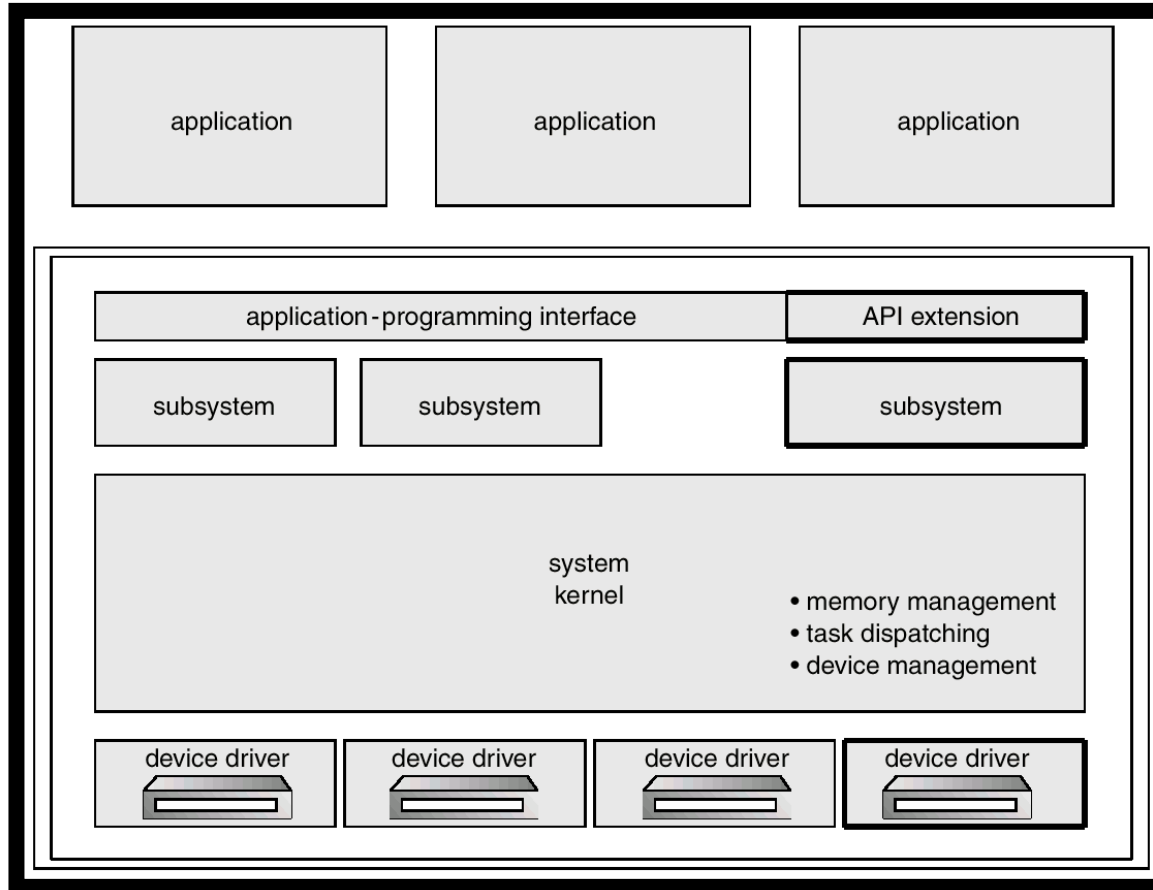 application
application
application
application-programming interface
API extension
subsystem
subsystem
subsystem
system
kernel
• memory management
• task dispatching
• device management
device driver
device driver
device driver
device driver